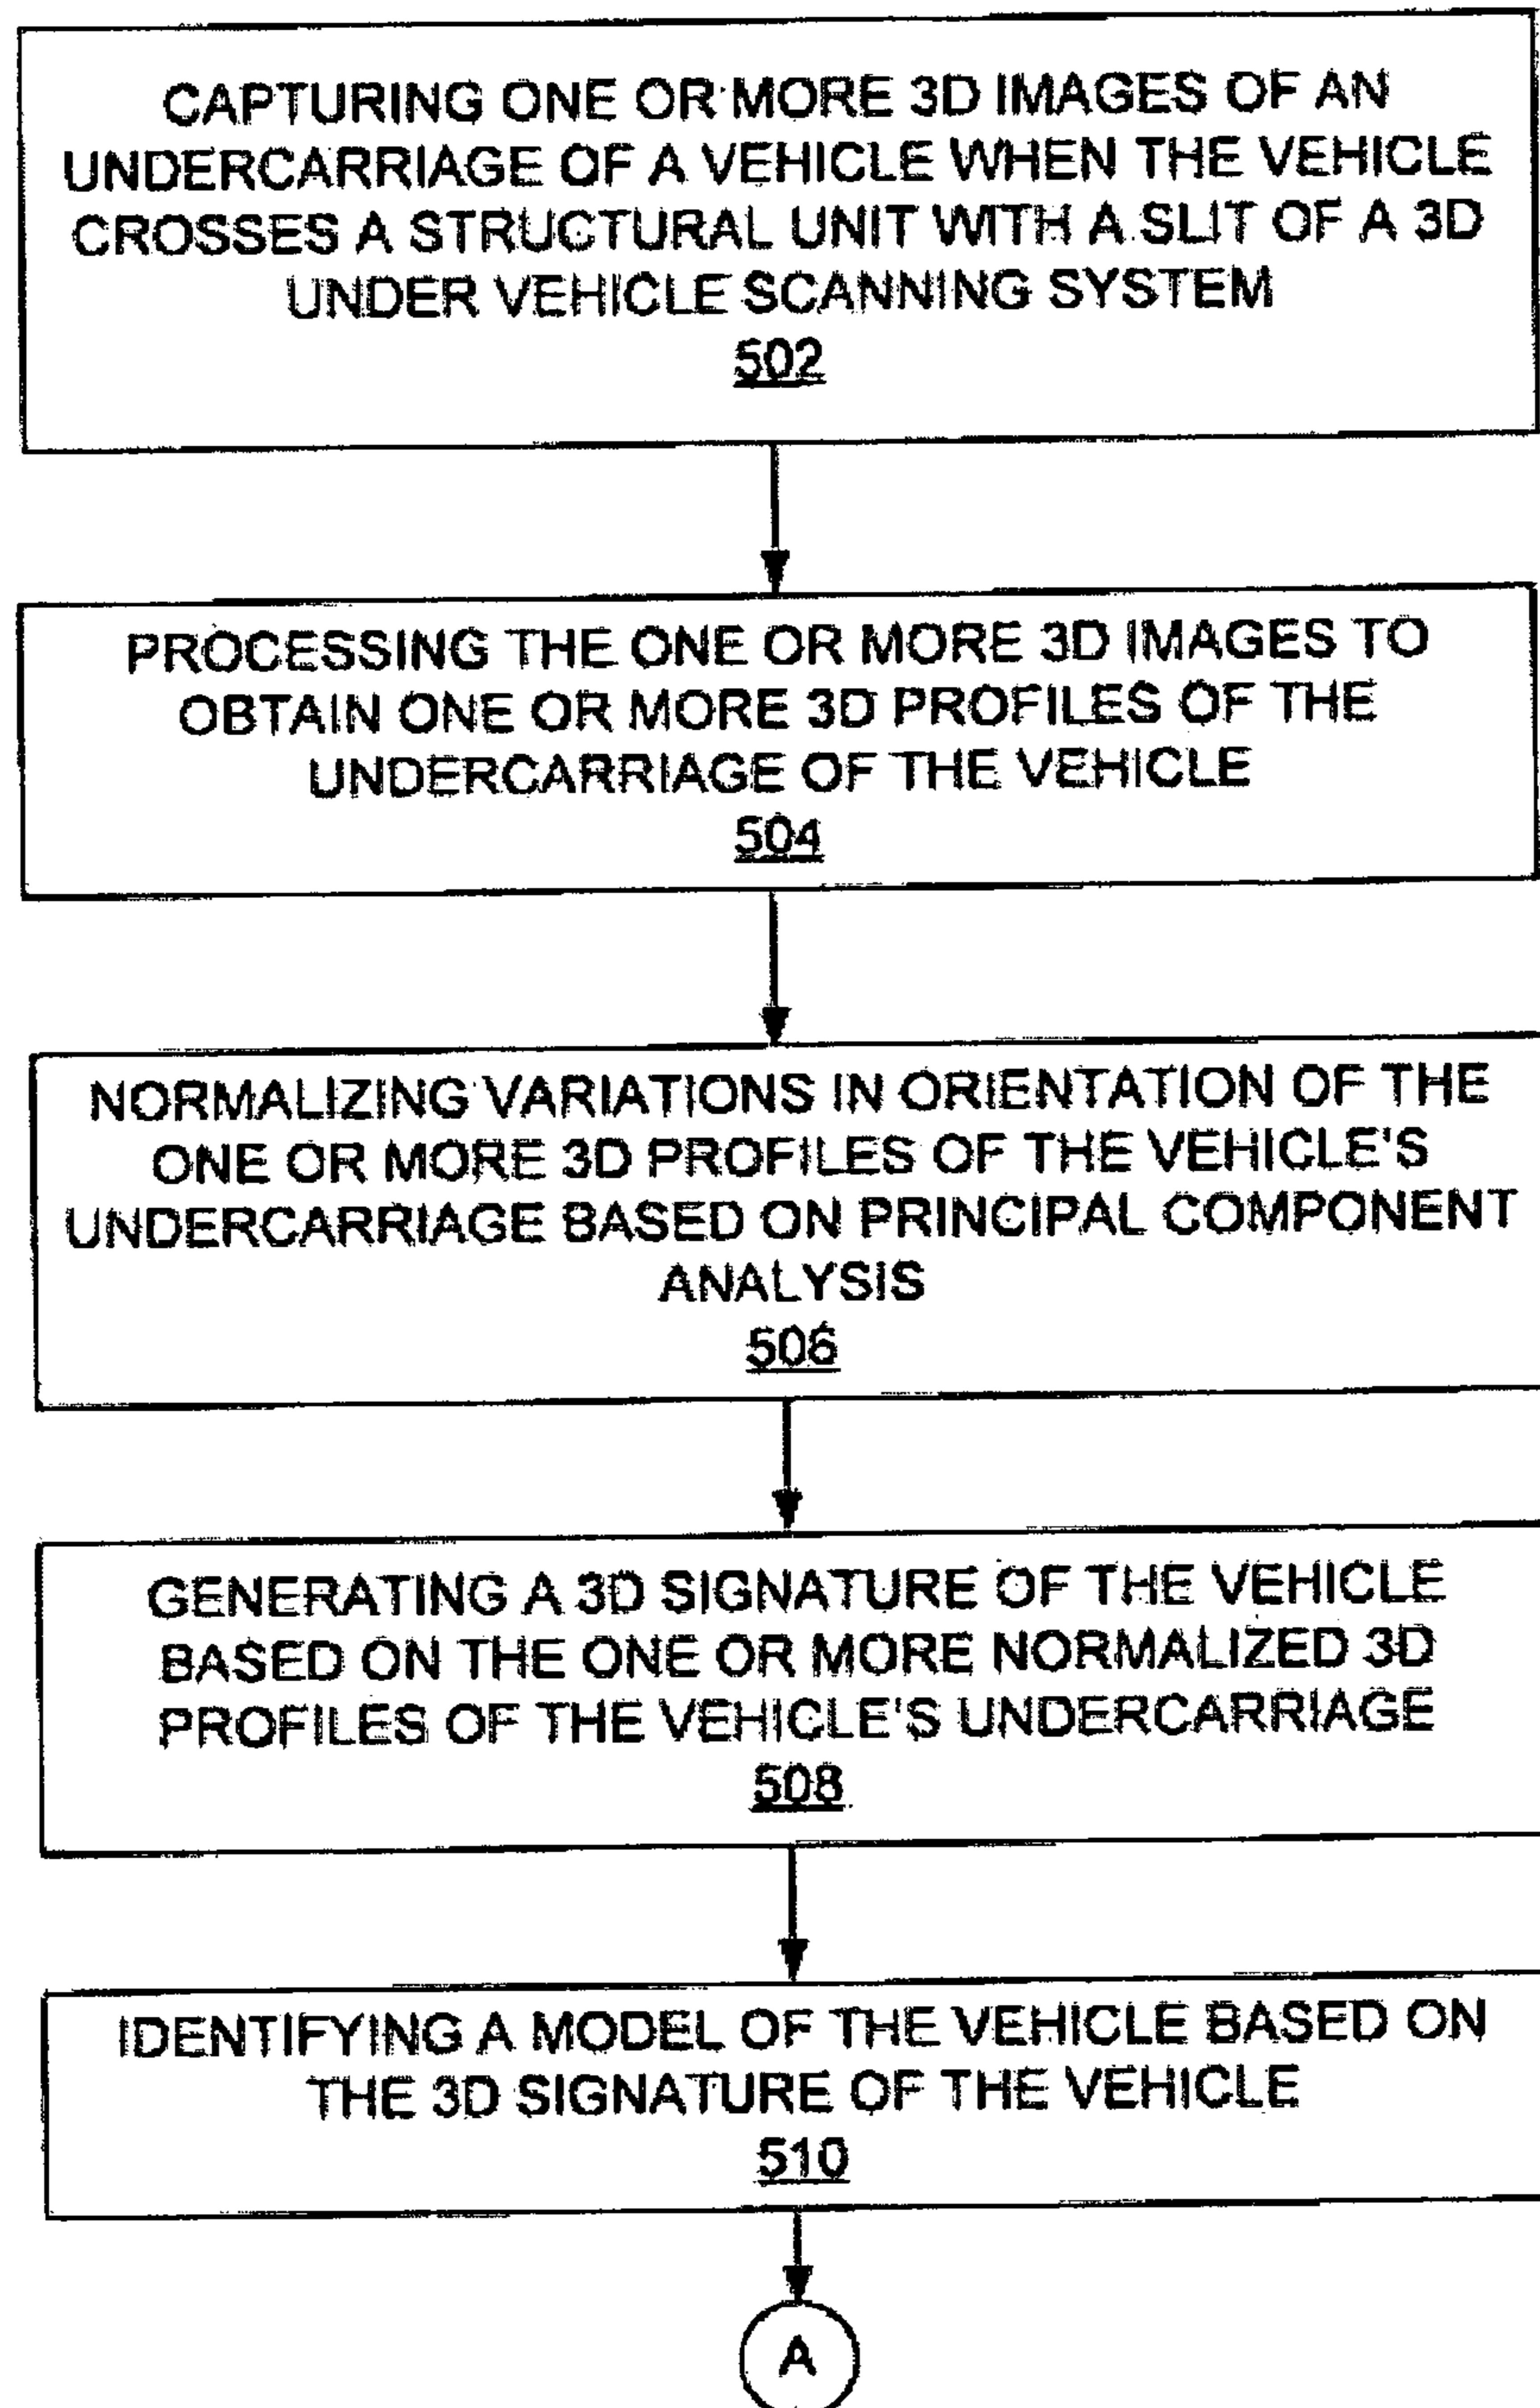 CAPTURING ONE OR MORE 3D IMAGES OF AN
UNDERCARRIAGE OF A VEHICLE WHEN THE VEHICLE
CROSSES A STRUCTURAL UNIT WITH A SLIT OF A 3D
UNDER VEHICLE SCANNING SYSTEM
502
PROCESSING THE ONE OR MORE 3D IMAGES TO
OBTAIN ONE OR MORE 3D PROFILES OF THE
UNDERCARRIAGE OF THE VEHICLE
504
NORMALIZING VARIATIONS IN ORIENTATION OF THE
ONE OR MORE 3D PROFILES OF THE VEHICLE'S
UNDERCARRIAGE BASED ON PRINCIPAL COMPONENT
ANALYSIS
506
GENERATING A 3D SIGNATURE OF THE VEHICLE
BASED ON THE ONE OR MORE NORMALIZED 3D
PROFILES OF THE VEHICLE'S UNDERCARRIAGE
508
IDENTIFYING A MODEL OF THE VEHICLE BASED ON
THE 3D SIGNATURE OF THE VEHICLE
510
A